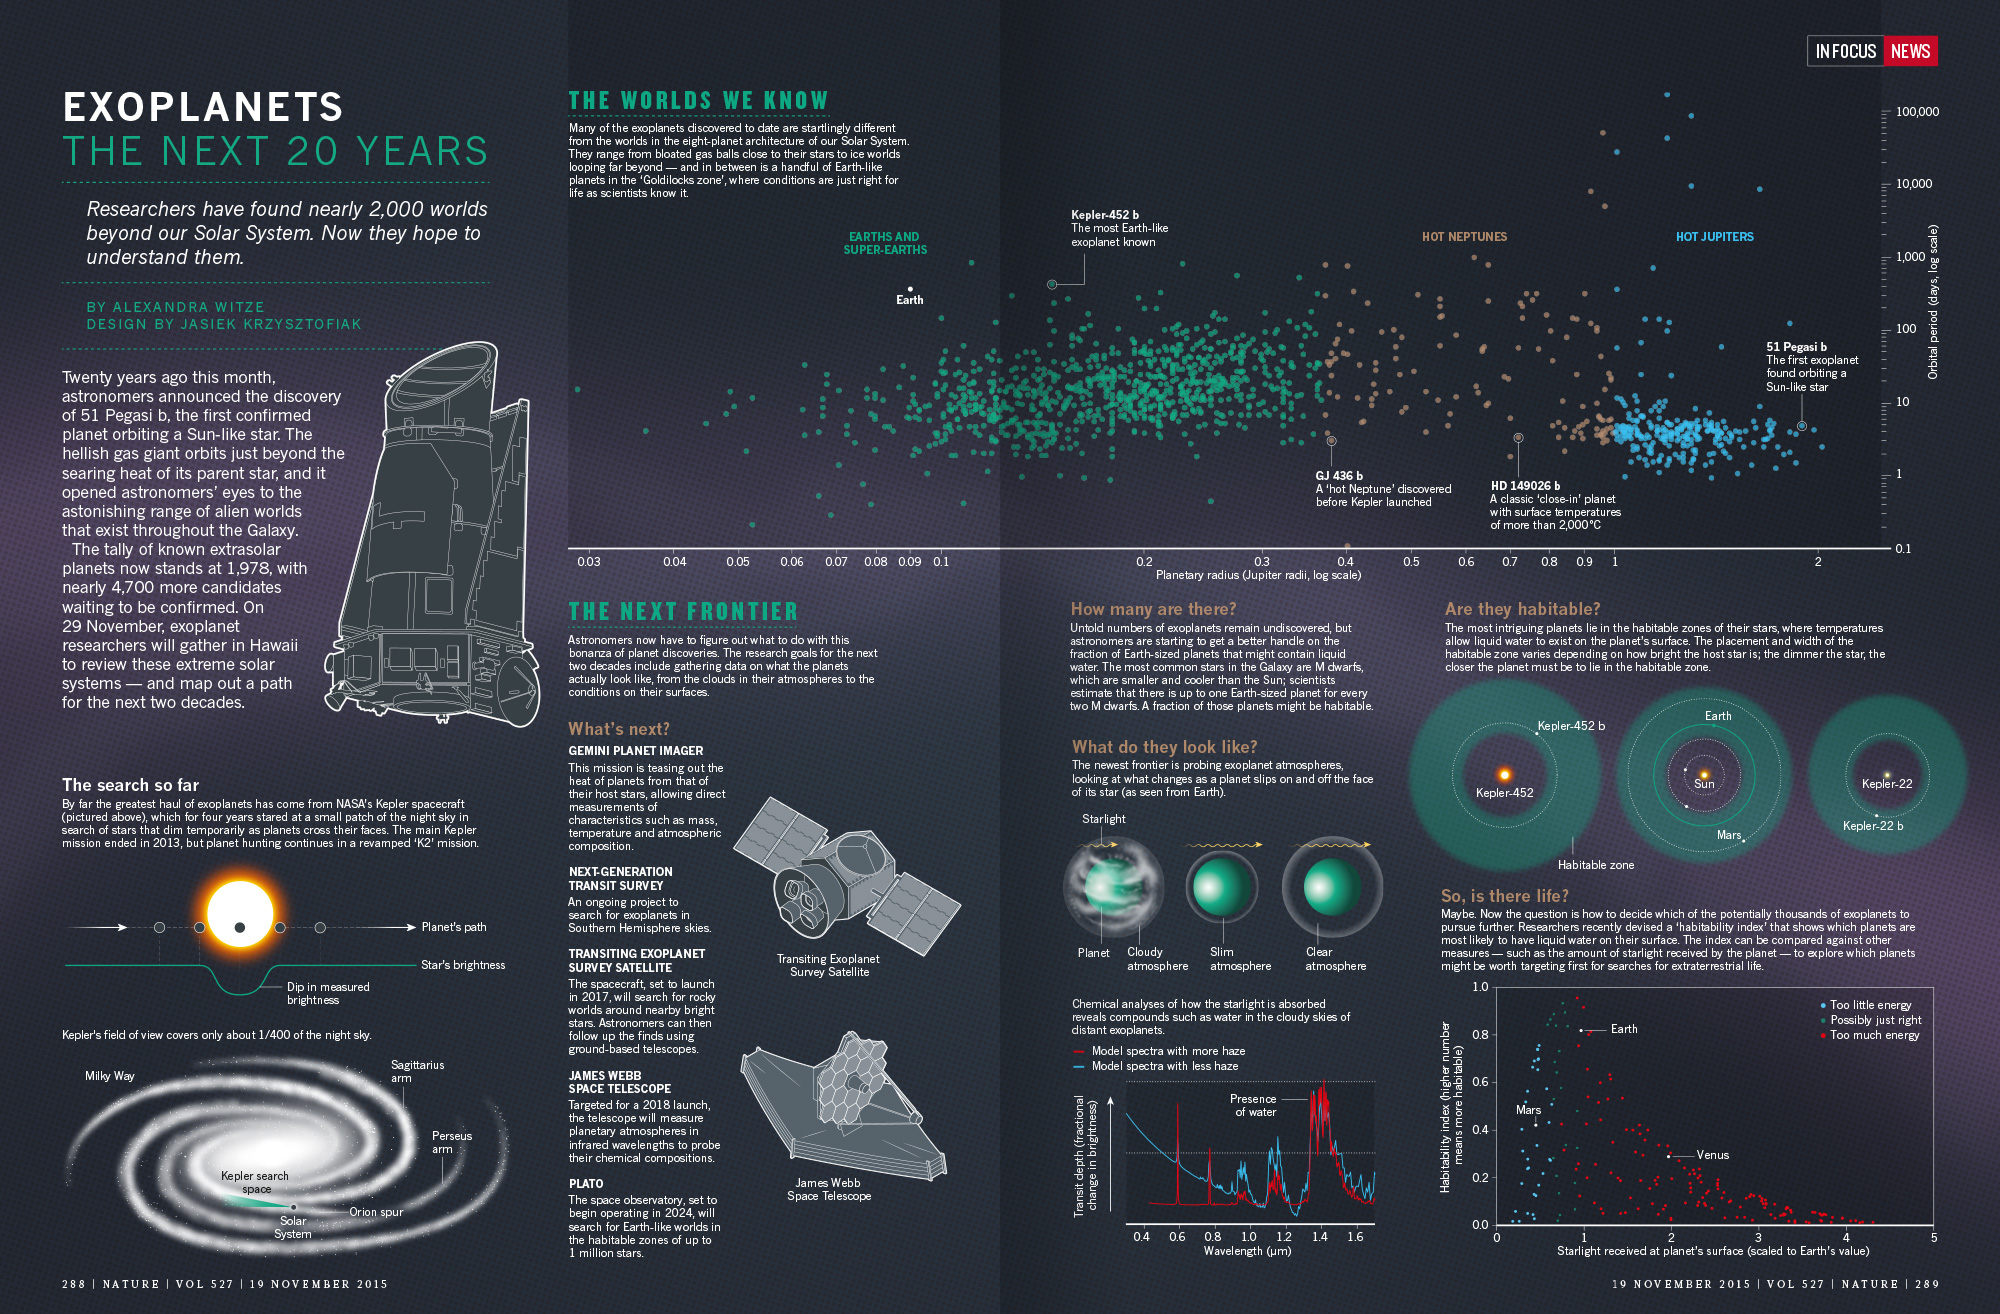 IN FOCUS NEWS
EXOPLANETS
THE NEXT 20 YEARS
Researchers have found nearly 2,000 worlds
beyond our Solar System. Now they hope to
understand them.
BY ALEXANDRA WITZE
DESIGN BY JASIEK KRZYSZTOFIAK
Twenty years ago this month,
astronomers announced the discovery
of 51 Pegasi b, the first confirmed
planet orbiting a Sun-like star. The
hellish gas giant orbits just beyond the
searing heat of its parent star, and it
opened astronomers' eyes to the
astonishing range of alien worlds
that exist throughout the Galaxy.
The tally of known extrasolar
planets now stands at 1,978, with
nearly 4,700 more candidates
waiting to be confirmed. On
29 November, exoplanet
researchers will gather in Hawaii
to review these extreme solar
systems — and map out a path
for the next two decades.
The search so far
By far the greatest haul of exoplanets has come from NASA's Kepler spacecraft
(pictured above), which for four years stared at a small patch of the night sky in
search of stars that dim temporarily as planets cross their faces. The main Kepler
mission ended in 2013, but planet hunting continues in a revamped 'K2' mission.
Planet's path
Star's brightness
Dip in measured
brightness
Kepler's field of view covers only about 1/400 of the night sky.
Milky Way
Sagittarius
arm
Perseus
arm
Kepler search
space
Orion spur
Solar
System
THE WORLDS WE KNOW
Many of the exoplanets discovered to date are startlingly different
from the worlds in the eight-planet architecture of our Solar System.
They range from bloated gas balls close to their stars to ice worlds
looping far beyond — and in between is a handful of Earth-like
planets in the 'Goldilocks zone', where conditions are just right for
life as scientists know it.
EARTHS AND
SUPER-EARTHS
Earth
Kepler-452 b
The most Earth-like
exoplanet known
HOT NEPTUNES
HOT JUPITERS
51 Pegasi b
The first exoplanet
found orbiting a
Sun-like star
GJ 436 b
A 'hot Neptune' discovered
before Kepler launched
HD 149026 b
A classic 'close-in' planet
with surface temperatures
of more than 2,000°C
100,000
10,000
1,000
100
10
1
0.1
Orbital period (days, log scale)
0.03 0.04 0.05 0.06 0.07 0.08 0.09 0.1 0.2 0.3 0.4 0.5 0.6 0.7 0.8 0.9 1 2
Planetary radius (Jupiter radii, log scale)
THE NEXT FRONTIER
Astronomers now have to figure out what to do with this
bonanza of planet discoveries. The research goals for the next
two decades include gathering data on what the planets
actually look like, from the clouds in their atmospheres to the
conditions on their surfaces.
What's next?
GEMINI PLANET IMAGER
This mission is teasing out the
heat of planets from that of
their host stars, allowing direct
measurements of
characteristics such as mass,
temperature and atmospheric
composition.
NEXT-GENERATION
TRANSIT SURVEY
An ongoing project to
search for exoplanets in
Southern Hemisphere skies.
TRANSITING EXOPLANET
SURVEY SATELLITE
The spacecraft, set to launch
in 2017, will search for rocky
worlds around nearby bright
stars. Astronomers can then
follow up the finds using
ground-based telescopes.
JAMES WEBB
SPACE TELESCOPE
Targeted for a 2018 launch,
the telescope will measure
planetary atmospheres in
infrared wavelengths to probe
their chemical compositions.
PLATO
The space observatory, set to
begin operating in 2024, will
search for Earth-like worlds in
the habitable zones of up to
1 million stars.
Transiting Exoplanet
Survey Satellite
James Webb
Space Telescope
How many are there?
Untold numbers of exoplanets remain undiscovered, but
astronomers are starting to get a better handle on the
fraction of Earth-sized planets that might contain liquid
water. The most common stars in the Galaxy are M dwarfs,
which are smaller and cooler than the Sun; scientists
estimate that there is up to one Earth-sized planet for every
two M dwarfs. A fraction of those planets might be habitable.
What do they look like?
The newest frontier is probing exoplanet atmospheres,
looking at what changes as a planet slips on and off the face
of its star (as seen from Earth).
Starlight
Planet
Cloudy
atmosphere
Slim
atmosphere
Clear
atmosphere
Chemical analyses of how the starlight is absorbed
reveals compounds such as water in the cloudy skies of
distant exoplanets.
Model spectra with more haze
Model spectra with less haze
Presence
of water
Transit depth (fractional
change in brightness)
0.4 0.6 0.8 1.0 1.2 1.4 1.6
Wavelength (μm)
Are they habitable?
The most intriguing planets lie in the habitable zones of their stars, where temperatures
allow liquid water to exist on the planet's surface. The placement and width of the
habitable zone varies depending on how bright the host star is; the dimmer the star, the
closer the planet must be to lie in the habitable zone.
Kepler-452 b
Kepler-452
Earth
Sun
Mars
Kepler-22
Kepler-22 b
Habitable zone
So, is there life?
Maybe. Now the question is how to decide which of the potentially thousands of exoplanets to
pursue further. Researchers recently devised a 'habitability index' that shows which planets are
most likely to have liquid water on their surface. The index can be compared against other
measures — such as the amount of starlight received by the planet — to explore which planets
might be worth targeting first for searches for extraterrestrial life.
Too little energy
Possibly just right
Too much energy
Earth
Mars
Venus
1.0
0.8
0.6
0.4
0.2
0.0
Habitability index (higher number
means more habitable)
0 1 2 3 4 5
Starlight received at planet's surface (scaled to Earth's value)
288 | NATURE | VOL 527 | 19 NOVEMBER 2015
19 NOVEMBER 2015 | VOL 527 | NATURE | 289